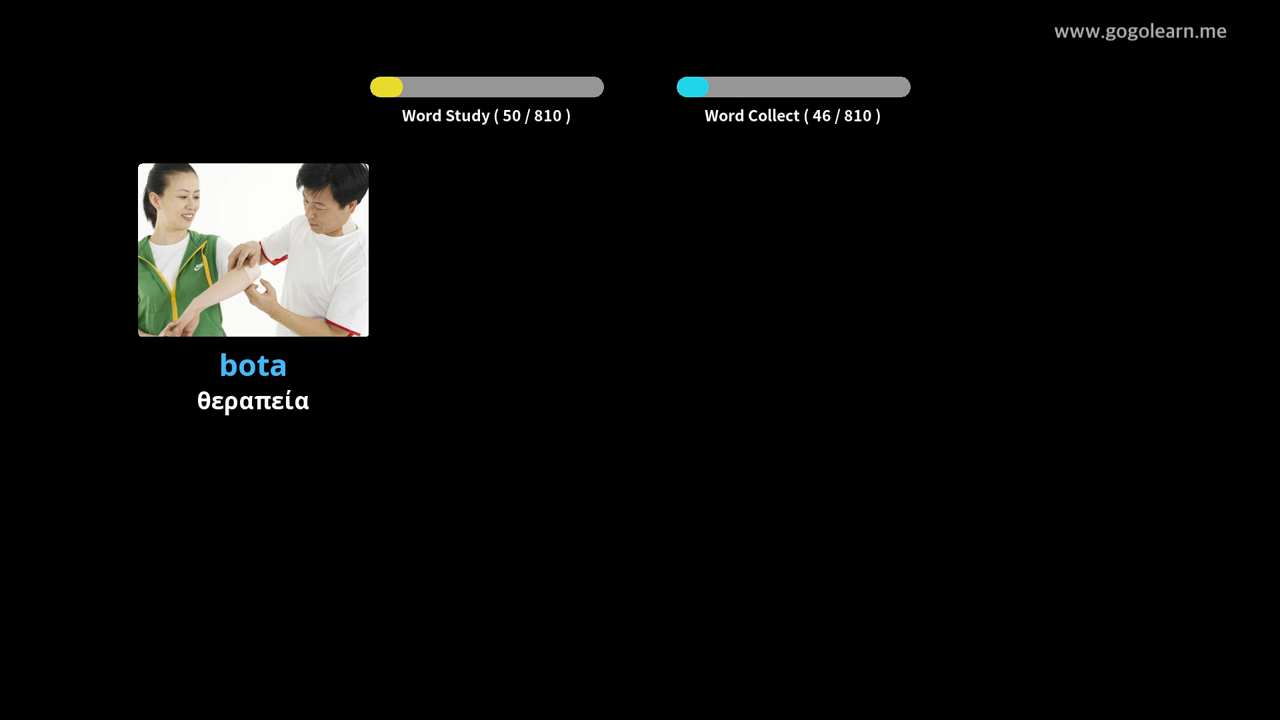 www.gogolearn.me
Word Study ( 50 / 810 )
Word Collect ( 46 / 810 )
bota
θεραπεία